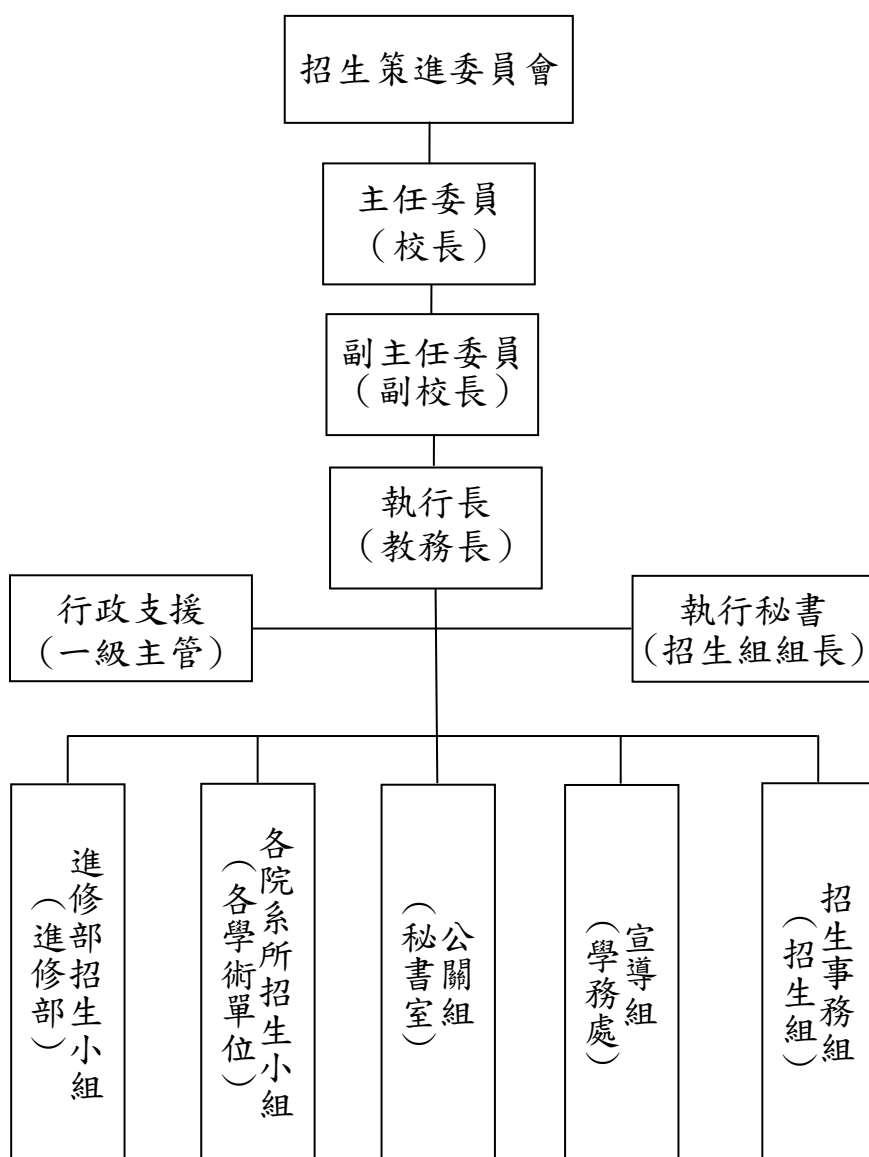 招生策進委員會
主任委員
（校長）
副主任委員
（副校長）
執行長
（教務長）
行政支援
（一級主管）
執行秘書
（招生組組長）
進修部招生小組
（進修部）
各院系所招生小組
（各學術單位）
公關組
（秘書室）
宣導組
（學務處）
招生事務組
（招生組）